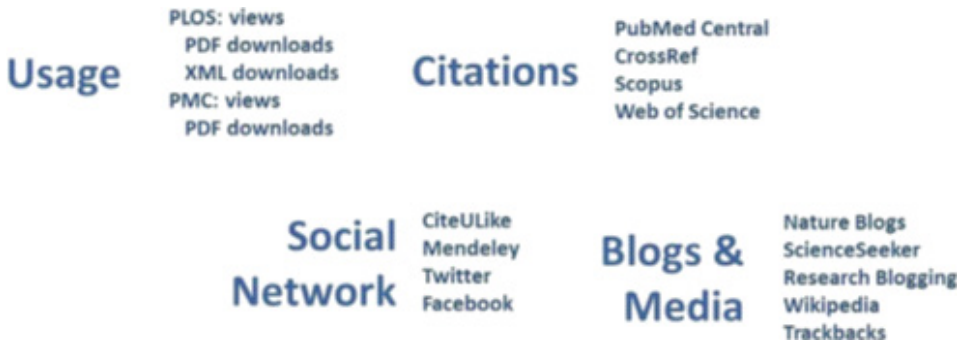 Usage
PLOS: views
PDF downloads
XML downloads
PMC: views
PDF downloads
Citations
PubMed Central
CrossRef
Scopus
Web of Science
Social
Network
CiteULike
Mendeley
Twitter
Facebook
Blogs &
Media
Nature Blogs
ScienceSeeker
Research Blogging
Wikipedia
Trackbacks